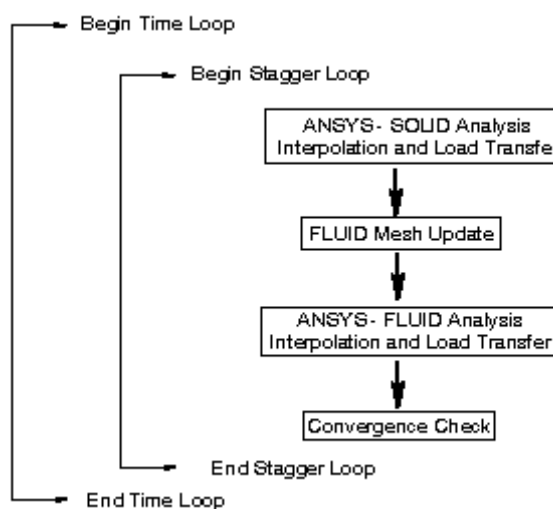 Begin Time Loop
Begin Stagger Loop
ANSYS- SOLID Analysis
Interpolation and Load Transfe
FLUID Mesh Update
ANSYS- FLUID Analysis
Interpolation and Load Transfer
Convergence Check
End Stagger Loop
End Time Loop